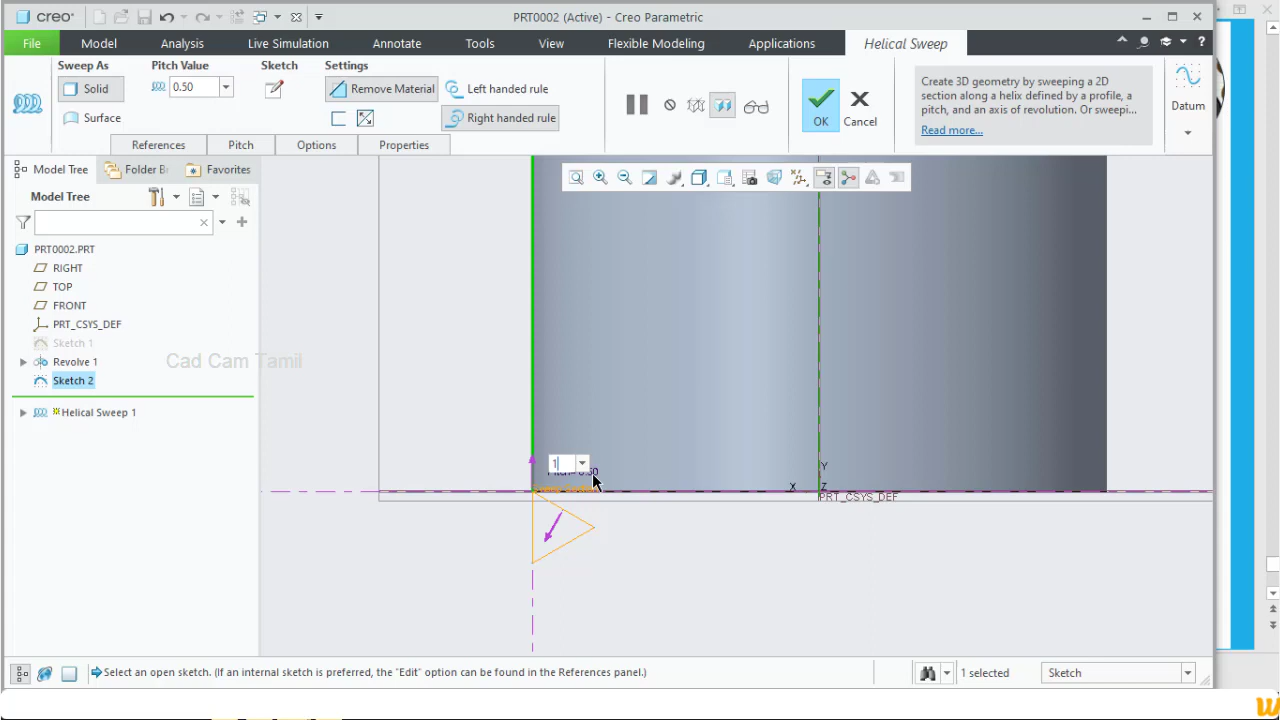 creo
PRT0002 (Active) - Creo Parametric
File
Model
Analysis
Live Simulation
Annotate
Tools
View
Flexible Modeling
Applications
Helical Sweep
Sweep As
Pitch Value
Sketch
Settings
Solid
0.50
Remove Material
Left handed rule
Surface
Right handed rule
OK
Cancel
Create 3D geometry by sweeping a 2D
section along a helix defined by a profile, a
pitch, and an axis of revolution. Or sweepi...
Read more...
Datum
References
Pitch
Options
Properties
Model Tree
Folder B
Favorites
Model Tree
PRT0002.PRT
RIGHT
TOP
FRONT
PRT_CSYS_DEF
Sketch 1
Revolve 1
Sketch 2
Helical Sweep 1
Cad Cam Tamil
1
Y
X
Z
PRT_CSYS_DEF
Select an open sketch. (If an internal sketch is preferred, the "Edit" option can be found in the References panel.)
1 selected
Sketch